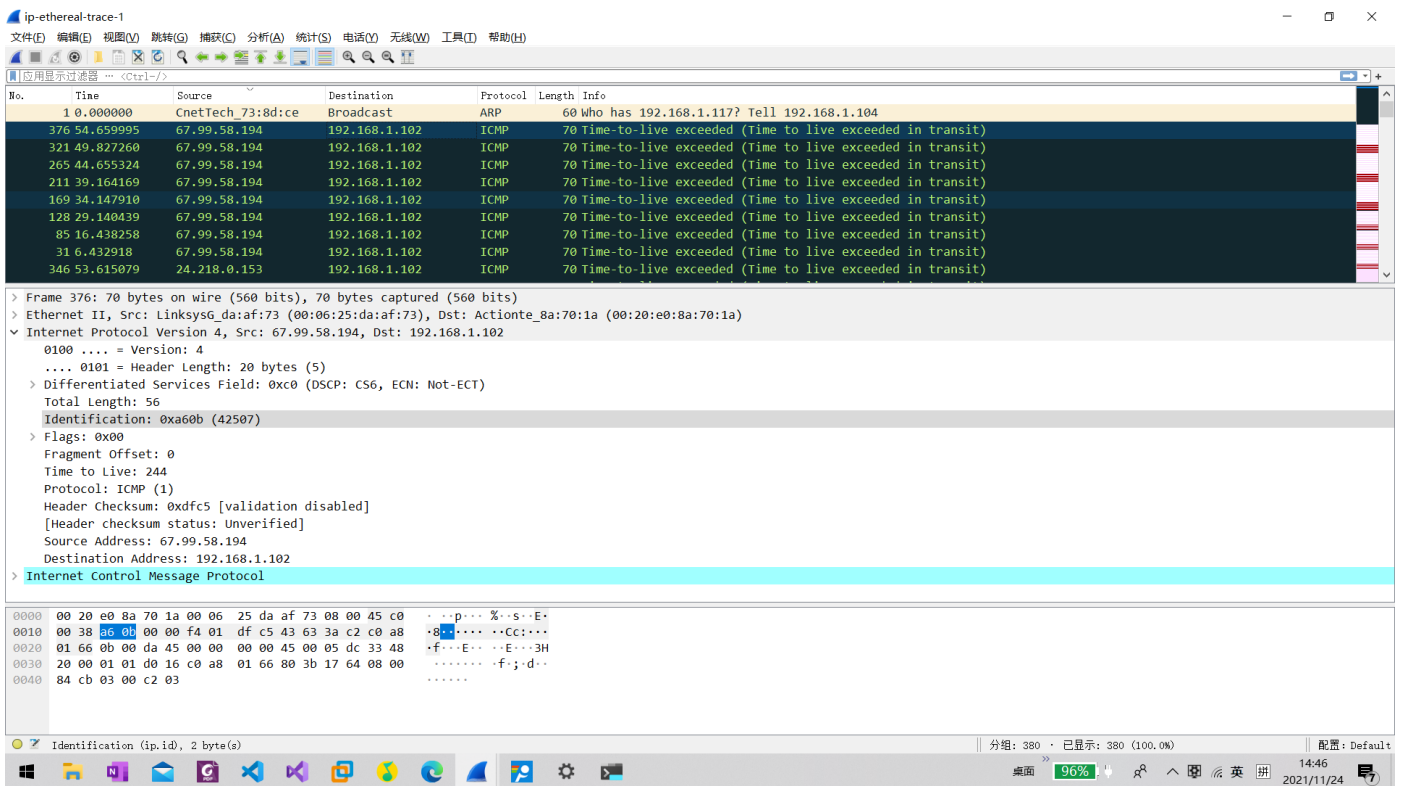 ip-ethereal-trace-1
文件(F) 编辑(E) 视图(V) 跳转(G) 捕获(C) 分析(A) 统计(S) 电话(Y) 无线(W) 工具(T) 帮助(H)
应用显示过滤器 … <Ctrl-/>
No. Time Source Destination Protocol Length Info
1 0.000000 CnetTech_73:8d:ce Broadcast ARP 60 Who has 192.168.1.117? Tell 192.168.1.104
376 54.659995 67.99.58.194 192.168.1.102 ICMP 70 Time-to-live exceeded (Time to live exceeded in transit)
321 49.827260 67.99.58.194 192.168.1.102 ICMP 70 Time-to-live exceeded (Time to live exceeded in transit)
265 44.655324 67.99.58.194 192.168.1.102 ICMP 70 Time-to-live exceeded (Time to live exceeded in transit)
211 39.164169 67.99.58.194 192.168.1.102 ICMP 70 Time-to-live exceeded (Time to live exceeded in transit)
169 34.147910 67.99.58.194 192.168.1.102 ICMP 70 Time-to-live exceeded (Time to live exceeded in transit)
128 29.140439 67.99.58.194 192.168.1.102 ICMP 70 Time-to-live exceeded (Time to live exceeded in transit)
85 16.438258 67.99.58.194 192.168.1.102 ICMP 70 Time-to-live exceeded (Time to live exceeded in transit)
31 6.432918 67.99.58.194 192.168.1.102 ICMP 70 Time-to-live exceeded (Time to live exceeded in transit)
346 53.615079 24.218.0.153 192.168.1.102 ICMP 70 Time-to-live exceeded (Time to live exceeded in transit)
Frame 376: 70 bytes on wire (560 bits), 70 bytes captured (560 bits)
Ethernet II, Src: LinksysG_da:af:73 (00:06:25:da:af:73), Dst: Actionte_8a:70:1a (00:20:e0:8a:70:1a)
Internet Protocol Version 4, Src: 67.99.58.194, Dst: 192.168.1.102
0100 .... = Version: 4
.... 0101 = Header Length: 20 bytes (5)
Differentiated Services Field: 0xc0 (DSCP: CS6, ECN: Not-ECT)
Total Length: 56
Identification: 0xa60b (42507)
Flags: 0x00
Fragment Offset: 0
Time to Live: 244
Protocol: ICMP (1)
Header Checksum: 0xdfc5 [validation disabled]
[Header checksum status: Unverified]
Source Address: 67.99.58.194
Destination Address: 192.168.1.102
Internet Control Message Protocol
0000 00 20 e0 8a 70 1a 00 06 25 da af 73 08 00 45 c0 · ··p··· %··s··E·
0010 00 38 a6 0b 00 00 f4 01 df c5 43 63 3a c2 c0 a8 ·8······ ··Cc:···
0020 01 66 0b 00 da 45 00 00 00 00 45 00 05 dc 33 48 ·f···E·· ··E···3H
0030 20 00 01 01 d0 16 c0 a8 01 66 80 3b 17 64 08 00 ······· ·f·;·d··
0040 84 cb 03 00 c2 03 ······
Identification (ip.id), 2 byte(s) 分组: 380 · 已显示: 380 (100.0%) 配置: Default
桌面 96% 英 拼 14:46
2021/11/24 7